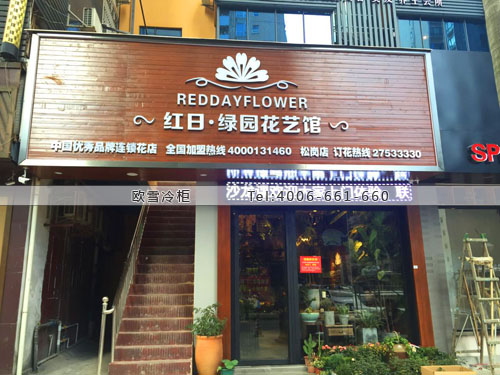 REDDAYFLOWER
红日·绿园花艺馆
中国优秀品牌连锁花店 全国加盟热线 4000131460 松岗店 订花热线 27533330
欧雪冷柜 Tel:4006-661-660
SP